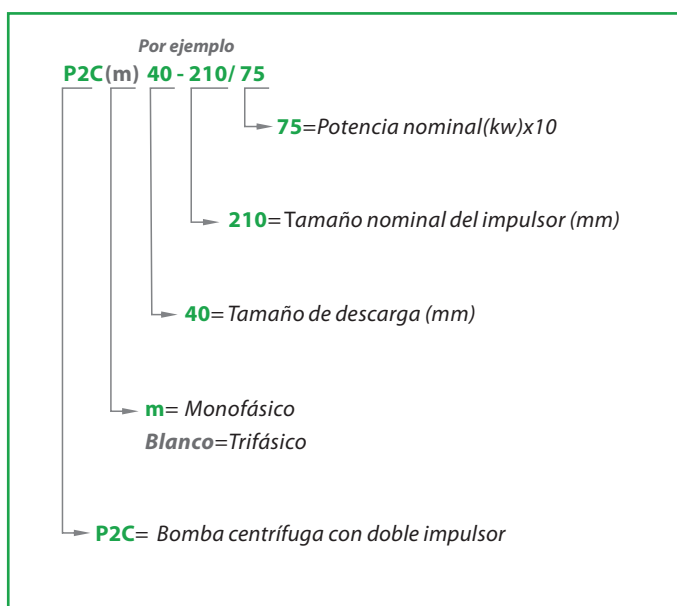 Por ejemplo
P2C(m) 40 - 210/ 75
75=Potencia nominal(kw)x10
210=Tamaño nominal del impulsor (mm)
40= Tamaño de descarga (mm)
m= Monofásico
Blanco=Trifásico
P2C= Bomba centrífuga con doble impulsor